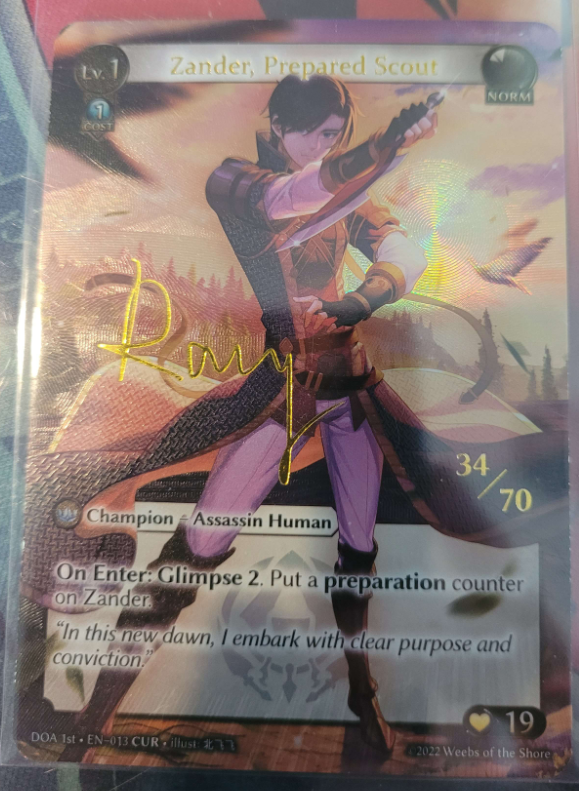 Lv. 1
Zander, Prepared Scout
1
COST
NORM
34/70
Champion - Assassin Human
On Enter: Glimpse 2. Put a preparation counter
on Zander.
"In this new dawn, I embark with clear purpose and
conviction."
DOA 1st • EN-013 CUR • illust: 北
19
©2022 Weebs of the Shore